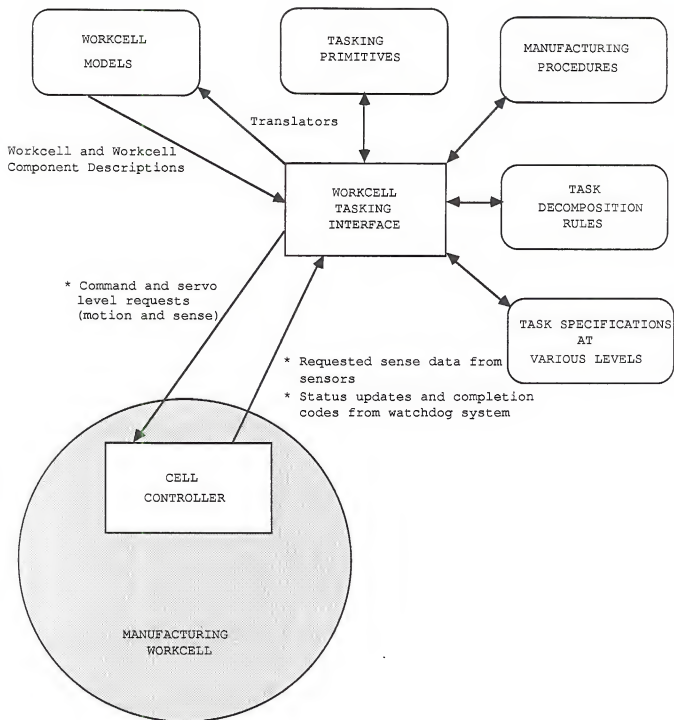 WORKCELL
MODELS
TASKING
PRIMITIVES
MANUFACTURING
PROCEDURES
Translators
Workcell and Workcell
Component Descriptions
WORKCELL
TASKING
INTERFACE
TASK
DECOMPOSITION
RULES
* Command and servo
level requests
(motion and sense)
TASK SPECIFICATIONS
AT
VARIOUS LEVELS
* Requested sense data from
sensors
* Status updates and completion
codes from watchdog system
CELL
CONTROLLER
MANUFACTURING
WORKCELL